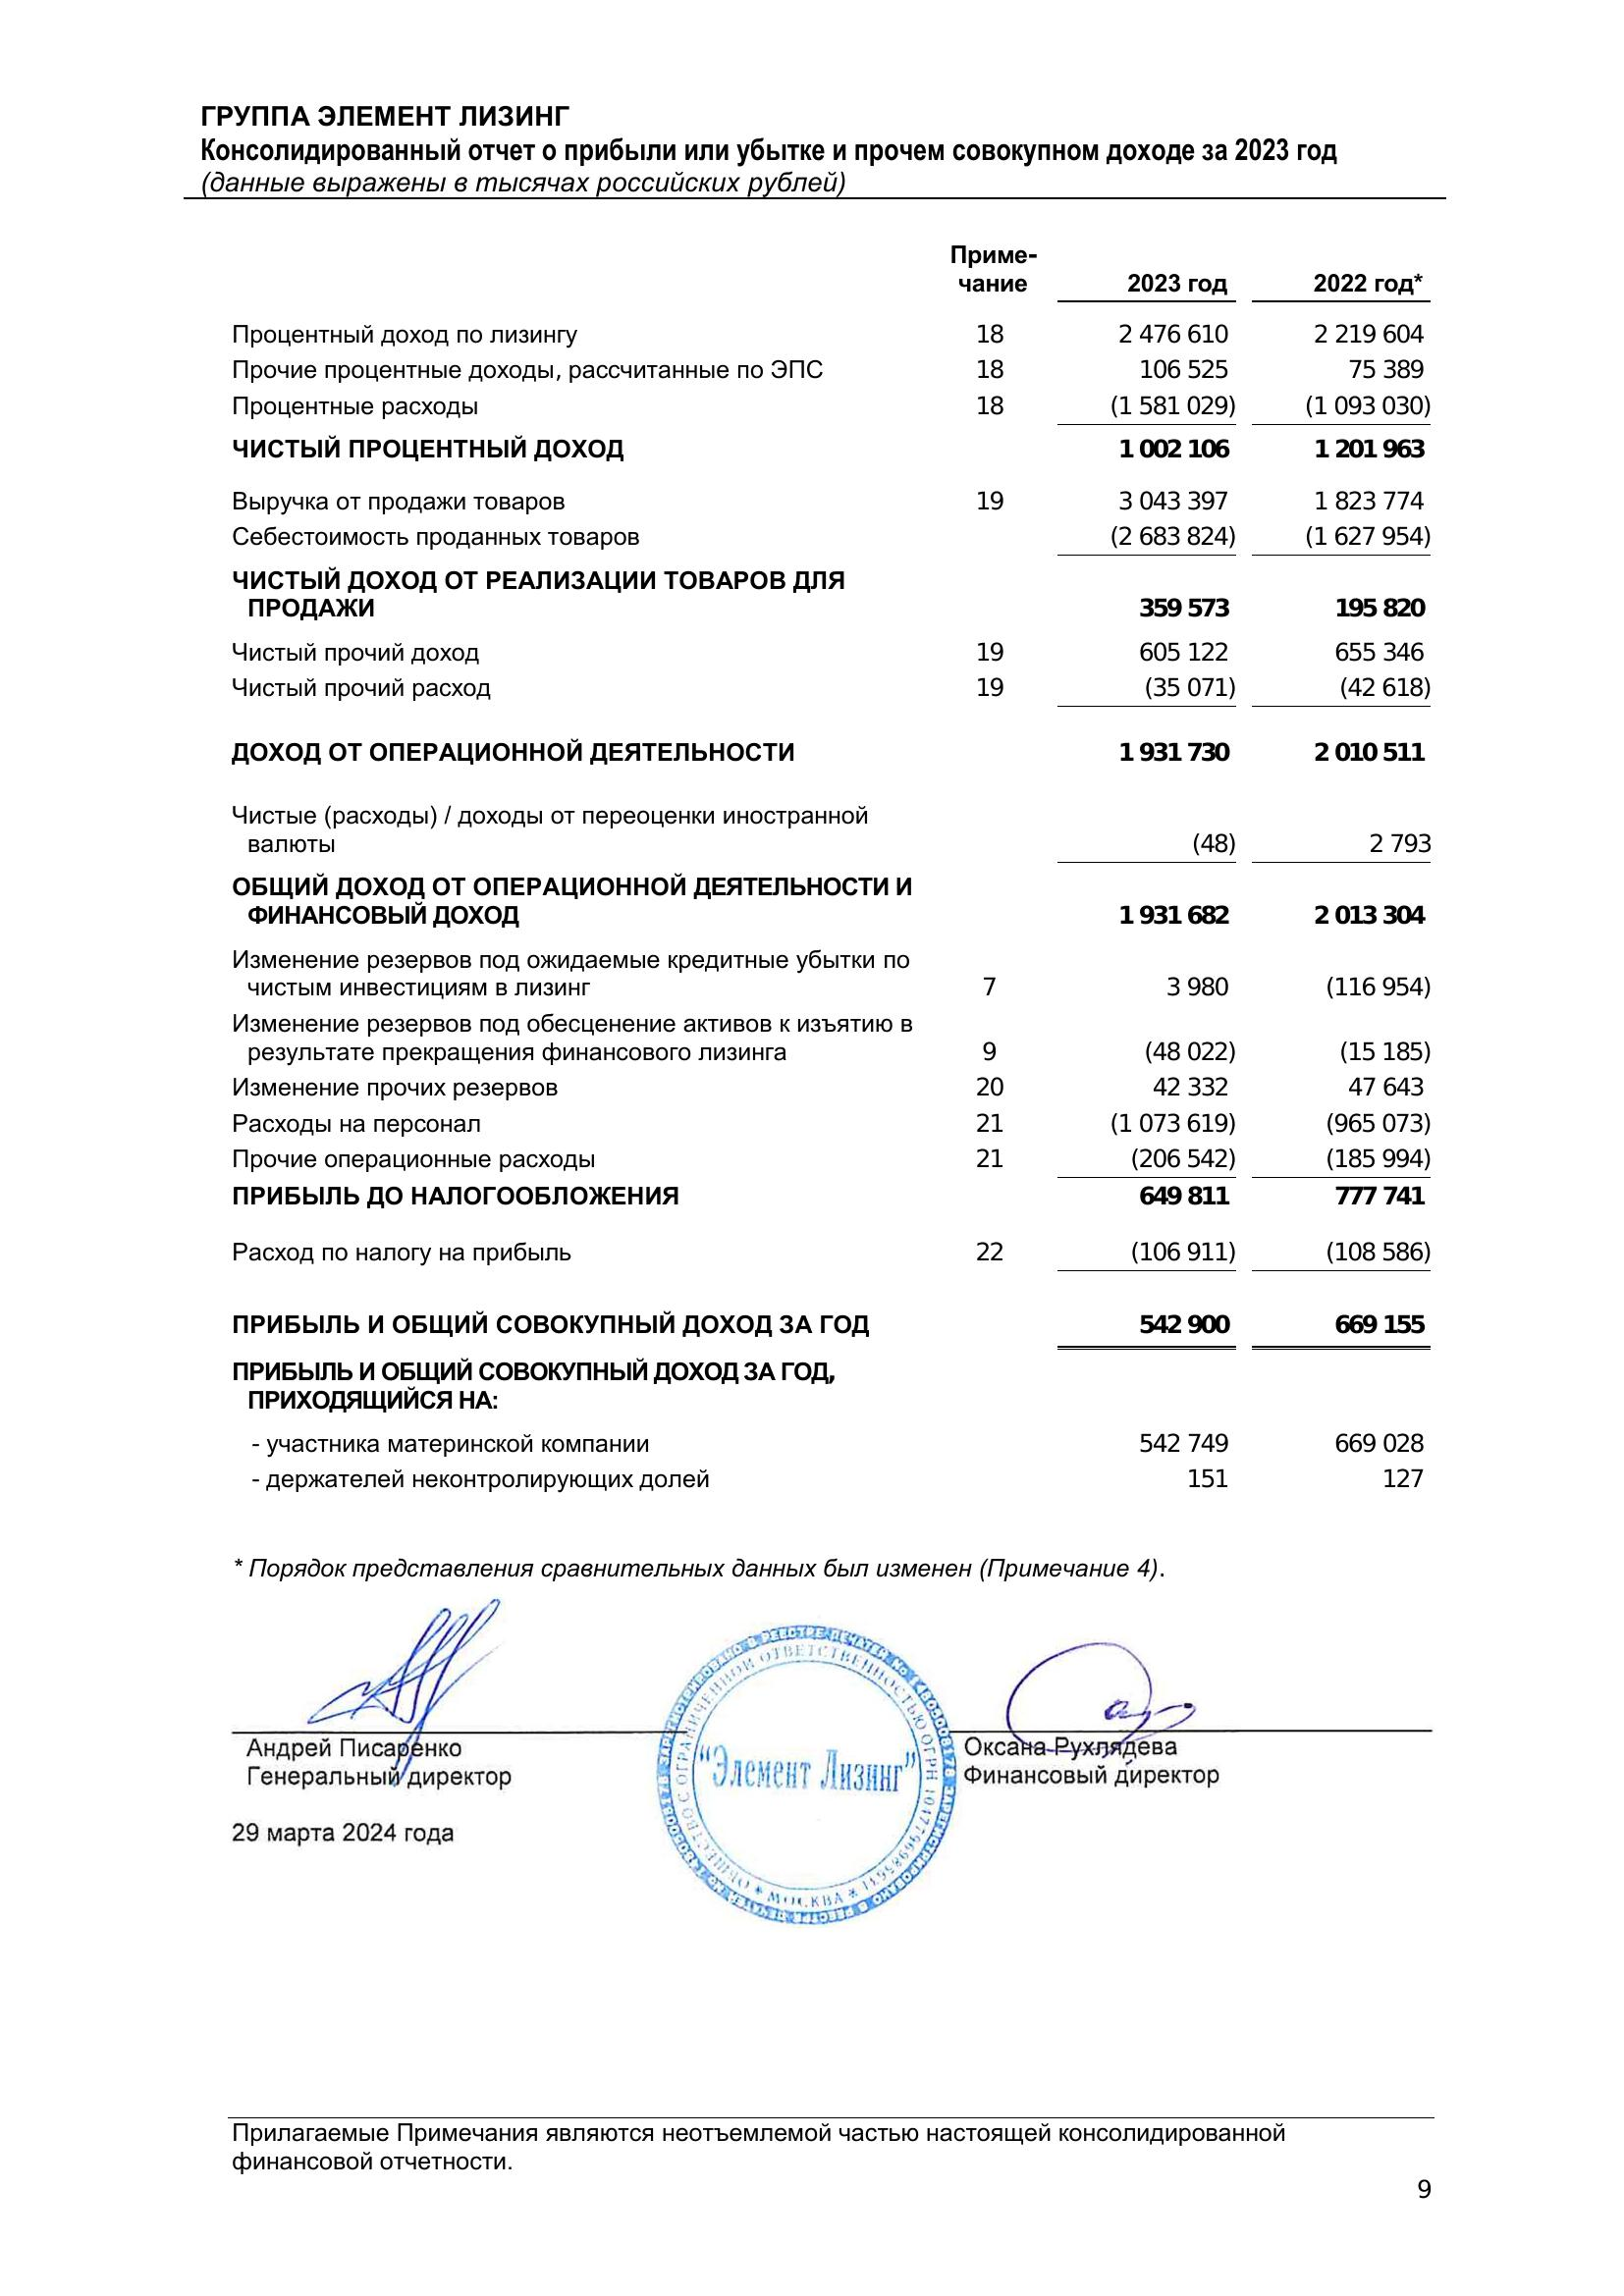 ГРУППА ЭЛЕМЕНТ ЛИЗИНГ
Консолидированный отчет о прибыли или убытке и прочем совокупном доходе за 2023 год
(данные выражены в тысячах российских рублей)
Приме-
чание 2023 год 2022 год*
Процентный доход по лизингу 18 2 476 610 2 219 604
Прочие процентные доходы, рассчитанные по ЭПС 18 106 525 75 389
Процентные расходы 18 (1 581 029) (1 093 030)
ЧИСТЫЙ ПРОЦЕНТНЫЙ ДОХОД 1 002 106 1 201 963
Выручка от продажи товаров 19 3 043 397 1 823 774
Себестоимость проданных товаров (2 683 824) (1 627 954)
ЧИСТЫЙ ДОХОД ОТ РЕАЛИЗАЦИИ ТОВАРОВ ДЛЯ
ПРОДАЖИ 359 573 195 820
Чистый прочий доход 19 605 122 655 346
Чистый прочий расход 19 (35 071) (42 618)
ДОХОД ОТ ОПЕРАЦИОННОЙ ДЕЯТЕЛЬНОСТИ 1 931 730 2 010 511
Чистые (расходы) / доходы от переоценки иностранной
валюты (48) 2 793
ОБЩИЙ ДОХОД ОТ ОПЕРАЦИОННОЙ ДЕЯТЕЛЬНОСТИ И
ФИНАНСОВЫЙ ДОХОД 1 931 682 2 013 304
Изменение резервов под ожидаемые кредитные убытки по
чистым инвестициям в лизинг 7 3 980 (116 954)
Изменение резервов под обесценение активов к изъятию в
результате прекращения финансового лизинга 9 (48 022) (15 185)
Изменение прочих резервов 20 42 332 47 643
Расходы на персонал 21 (1 073 619) (965 073)
Прочие операционные расходы 21 (206 542) (185 994)
ПРИБЫЛЬ ДО НАЛОГООБЛОЖЕНИЯ 649 811 777 741
Расход по налогу на прибыль 22 (106 911) (108 586)
ПРИБЫЛЬ И ОБЩИЙ СОВОКУПНЫЙ ДОХОД ЗА ГОД 542 900 669 155
ПРИБЫЛЬ И ОБЩИЙ СОВОКУПНЫЙ ДОХОД ЗА ГОД,
ПРИХОДЯЩИЙСЯ НА:
- участника материнской компании 542 749 669 028
- держателей неконтролирующих долей 151 127
* Порядок представления сравнительных данных был изменен (Примечание 4).
Андрей Писаренко
Генеральный директор
ОБЩЕСТВО С ОГРАНИЧЕННОЙ ОТВЕТСТВЕННОСТЬЮ ОГРН
"Элемент Лизинг"
* МОСКВА *
Оксана Рухлядева
Финансовый директор
29 марта 2024 года
Прилагаемые Примечания являются неотъемлемой частью настоящей консолидированной
финансовой отчетности.
9